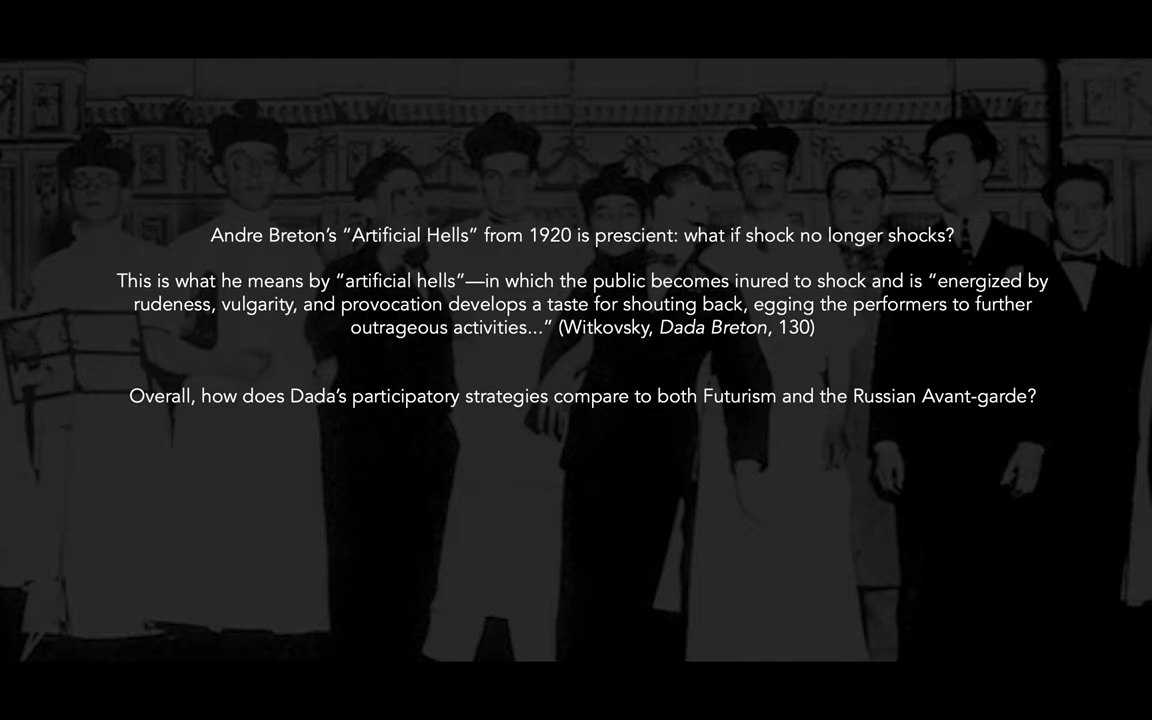 Andre Breton’s “Artificial Hells” from 1920 is prescient: what if shock no longer shocks?
This is what he means by “artificial hells”—in which the public becomes inured to shock and is “energized by
rudeness, vulgarity, and provocation develops a taste for shouting back, egging the performers to further
outrageous activities...” (Witkovsky, Dada Breton, 130)
Overall, how does Dada’s participatory strategies compare to both Futurism and the Russian Avant-garde?